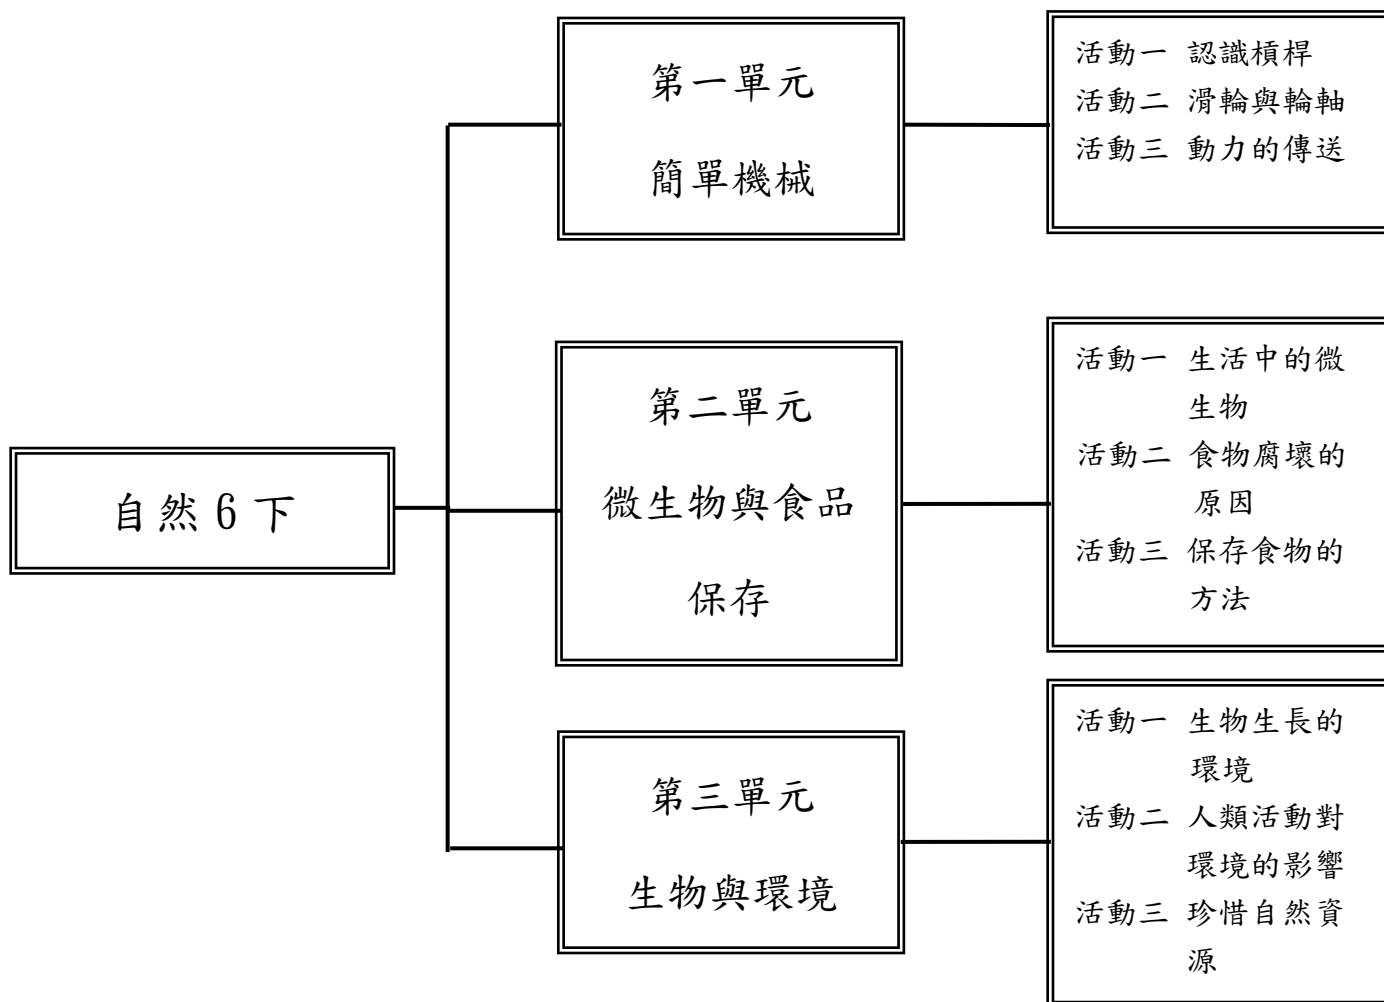 自然 6 下
第一單元
簡單機械
活動一 認識槓桿
活動二 滑輪與輪軸
活動三 動力的傳送
第二單元
微生物與食品
保存
活動一 生活中的微
生物
活動二 食物腐壞的
原因
活動三 保存食物的
方法
第三單元
生物與環境
活動一 生物生長的
環境
活動二 人類活動對
環境的影響
活動三 珍惜自然資
源